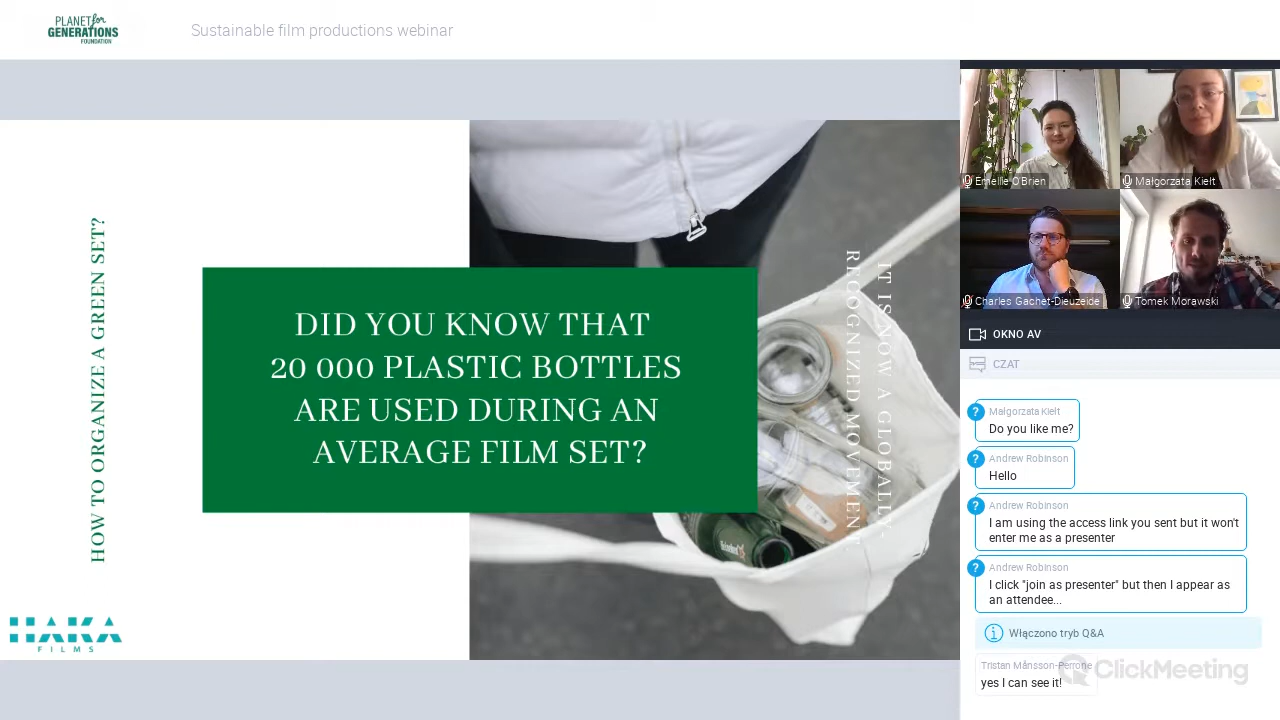 PLANET for
GENERATIONS
FOUNDATION
Sustainable film productions webinar
HOW TO ORGANIZE A GREEN SET?
DID YOU KNOW THAT
20 000 PLASTIC BOTTLES
ARE USED DURING AN
AVERAGE FILM SET?
IT IS NOW A GLOBALLY
RECOGNIZED MOVEMENT.
Heineken
HAKA
FILMS
Emellie O'Brien
Małgorzata Kiełt
Charles Gachet-Dieuzeide
Tomek Morawski
OKNO AV
CZAT
Małgorzata Kiełt
Do you like me?
Andrew Robinson
Hello
Andrew Robinson
I am using the access link you sent but it won't
enter me as a presenter
Andrew Robinson
I click "join as presenter" but then I appear as
an attendee...
Włączono tryb Q&A
Tristan Månsson-Perrone
yes I can see it!
ClickMeeting